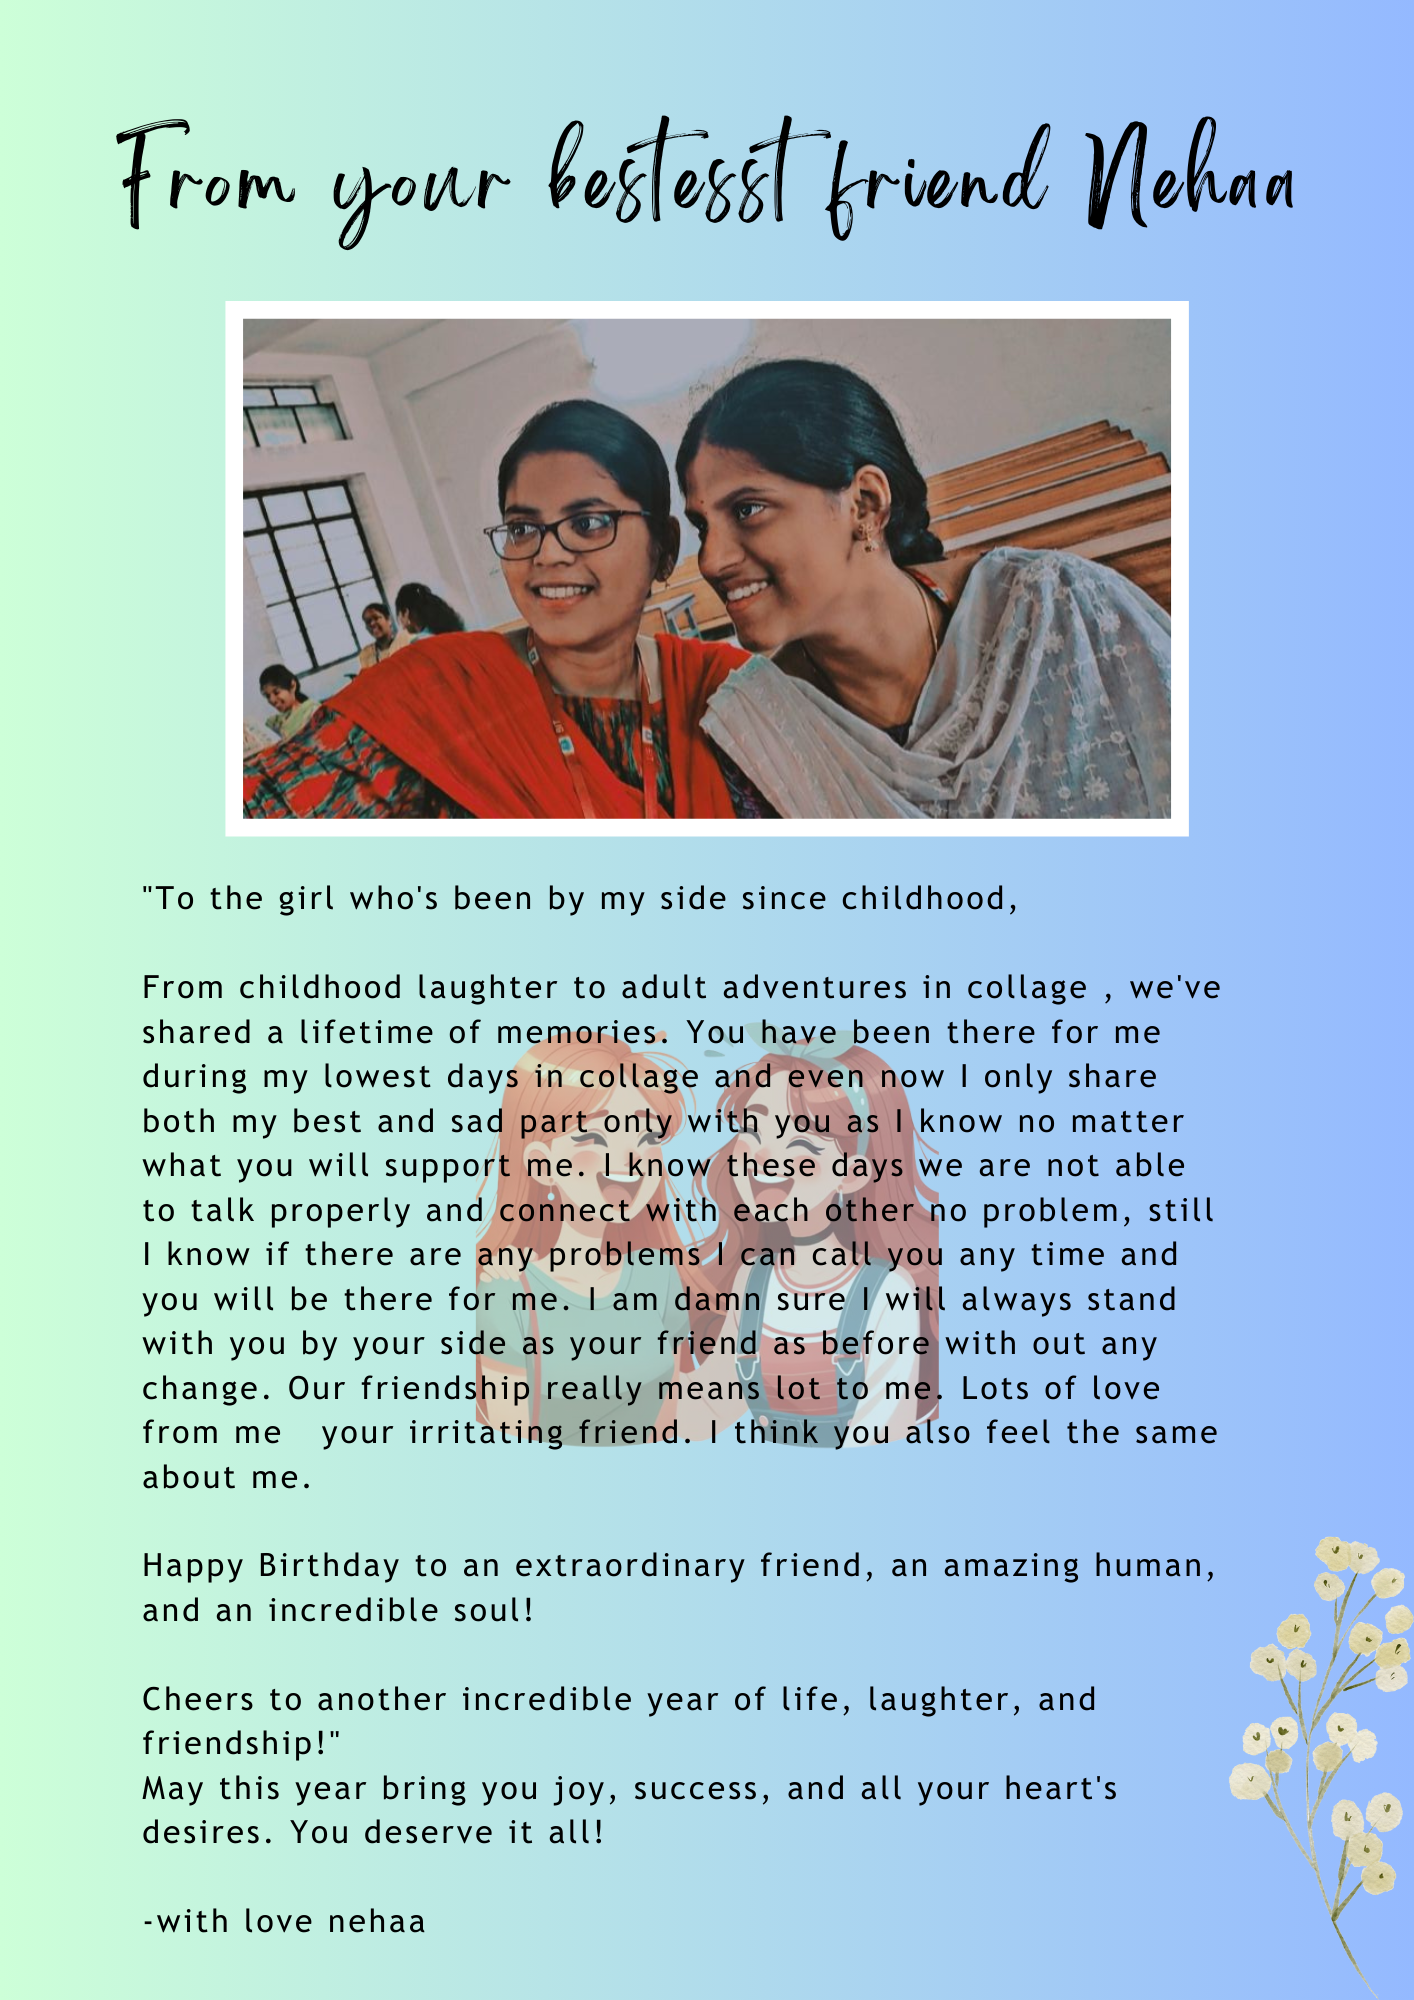 From your bestesst friend Nehaa
"To the girl who's been by my side since childhood,
From childhood laughter to adult adventures in collage , we've
shared a lifetime of memories. You have been there for me
during my lowest days in collage and even now I only share
both my best and sad part only with you as I know no matter
what you will support me. I know these days we are not able
to talk properly and connect with each other no problem, still
I know if there are any problems I can call you any time and
you will be there for me. I am damn sure I will always stand
with you by your side as your friend as before with out any
change. Our friendship really means lot to me. Lots of love
from me   your irritating friend. I think you also feel the same
about me.
Happy Birthday to an extraordinary friend, an amazing human,
and an incredible soul!
Cheers to another incredible year of life, laughter, and
friendship!"
May this year bring you joy, success, and all your heart's
desires. You deserve it all!
-with love nehaa